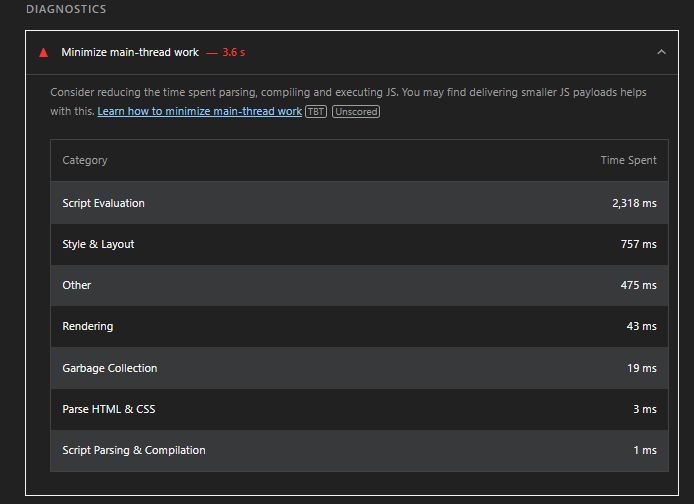 DIAGNOSTICS
Minimize main-thread work — 3.6 s
Consider reducing the time spent parsing, compiling and executing JS. You may find delivering smaller JS payloads helps
with this. Learn how to minimize main-thread work TBT Unscored
Category Time Spent
Script Evaluation 2,318 ms
Style & Layout 757 ms
Other 475 ms
Rendering 43 ms
Garbage Collection 19 ms
Parse HTML & CSS 3 ms
Script Parsing & Compilation 1 ms